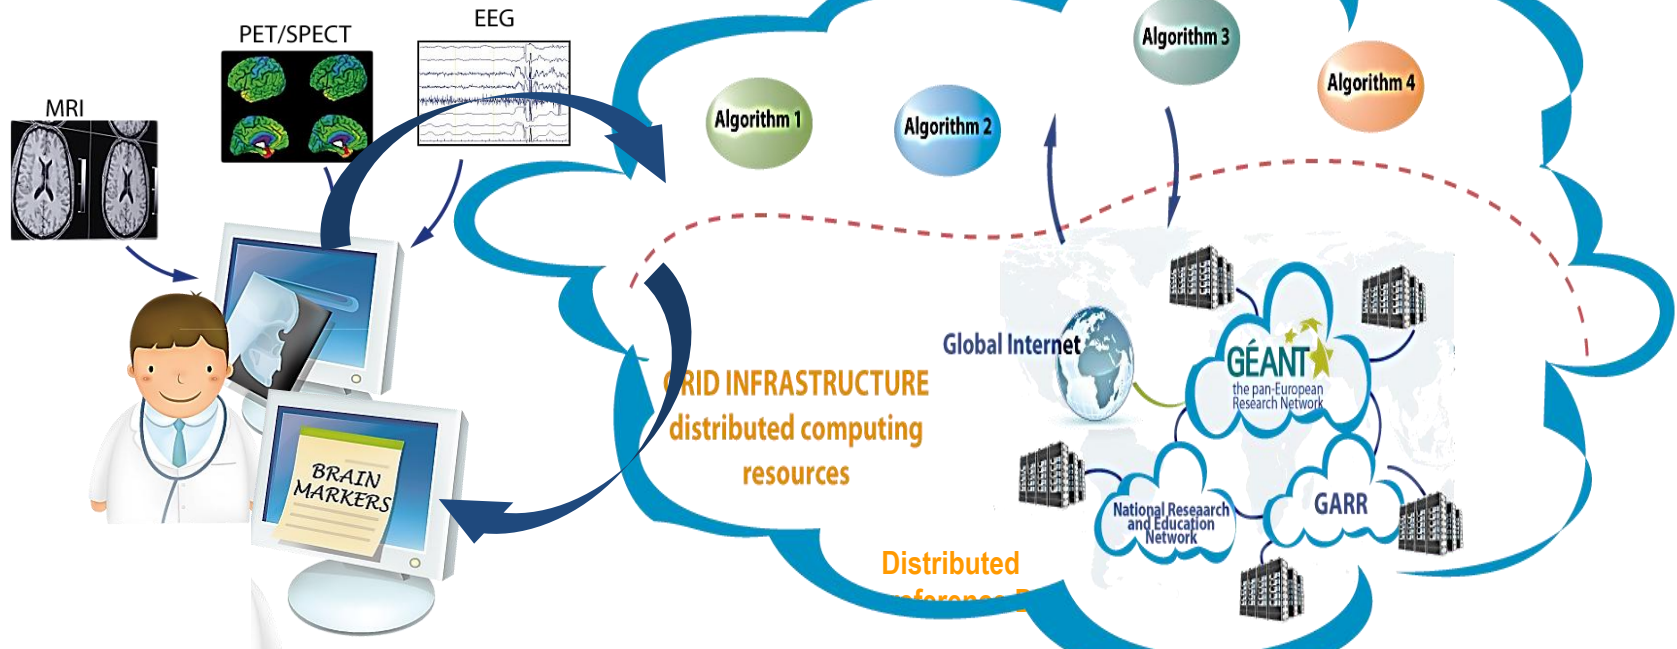 EEG
PET/SPECT
MRI
Algorithm 1
Algorithm 2
Algorithm 3
Algorithm 4
Global Internet
GÉANT
the pan-European
Research Network
RID INFRASTRUCTURE
distributed computing
resources
BRAIN
MARKERS
National Reseaarch
and Education
Network
GARR
Distributed